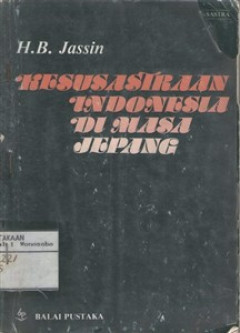 H.B. Jassin
KESUSASTRAAN
INDONESIA
DI MASA
JEPANG
BALAI PUSTAKA